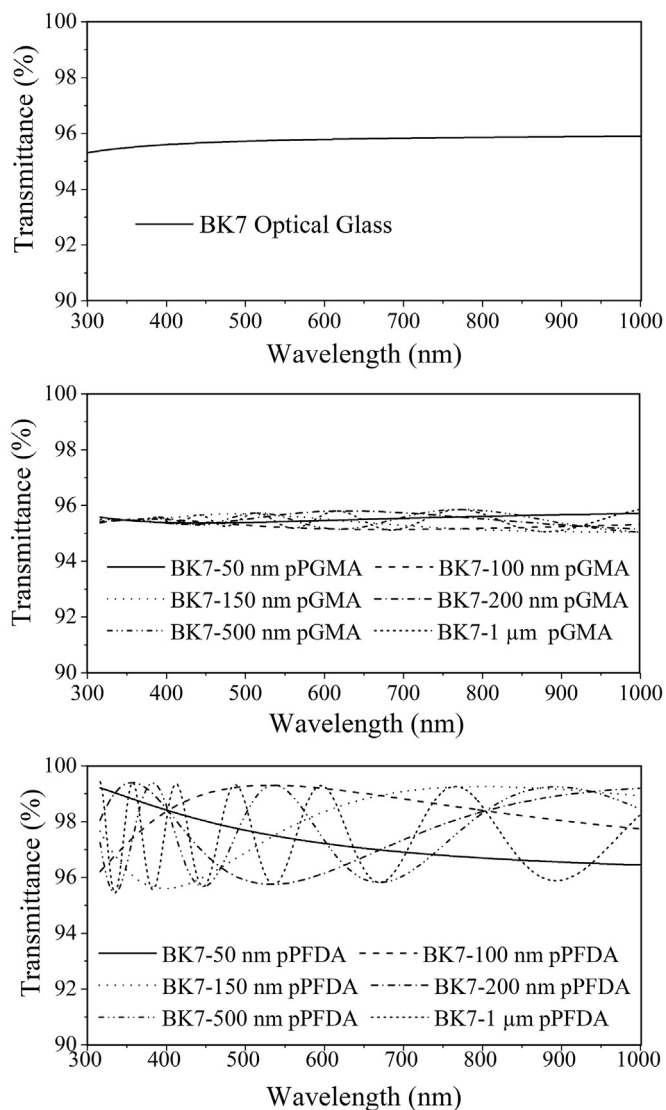 100
98
96
94
92
90
Transmittance (%)
BK7 Optical Glass
300 400 500 600 700 800 900 1000
Wavelength (nm)
100
98
96
94
92
90
Transmittance (%)
BK7-50 nm pPGMA BK7-100 nm pGMA
BK7-150 nm pGMA BK7-200 nm pGMA
BK7-500 nm pGMA BK7-1 µm pGMA
300 400 500 600 700 800 900 1000
Wavelength (nm)
100
98
96
94
92
90
Transmittance (%)
BK7-50 nm pPFDA BK7-100 nm pPFDA
BK7-150 nm pPFDA BK7-200 nm pPFDA
BK7-500 nm pPFDA BK7-1 µm pPFDA
300 400 500 600 700 800 900 1000
Wavelength (nm)